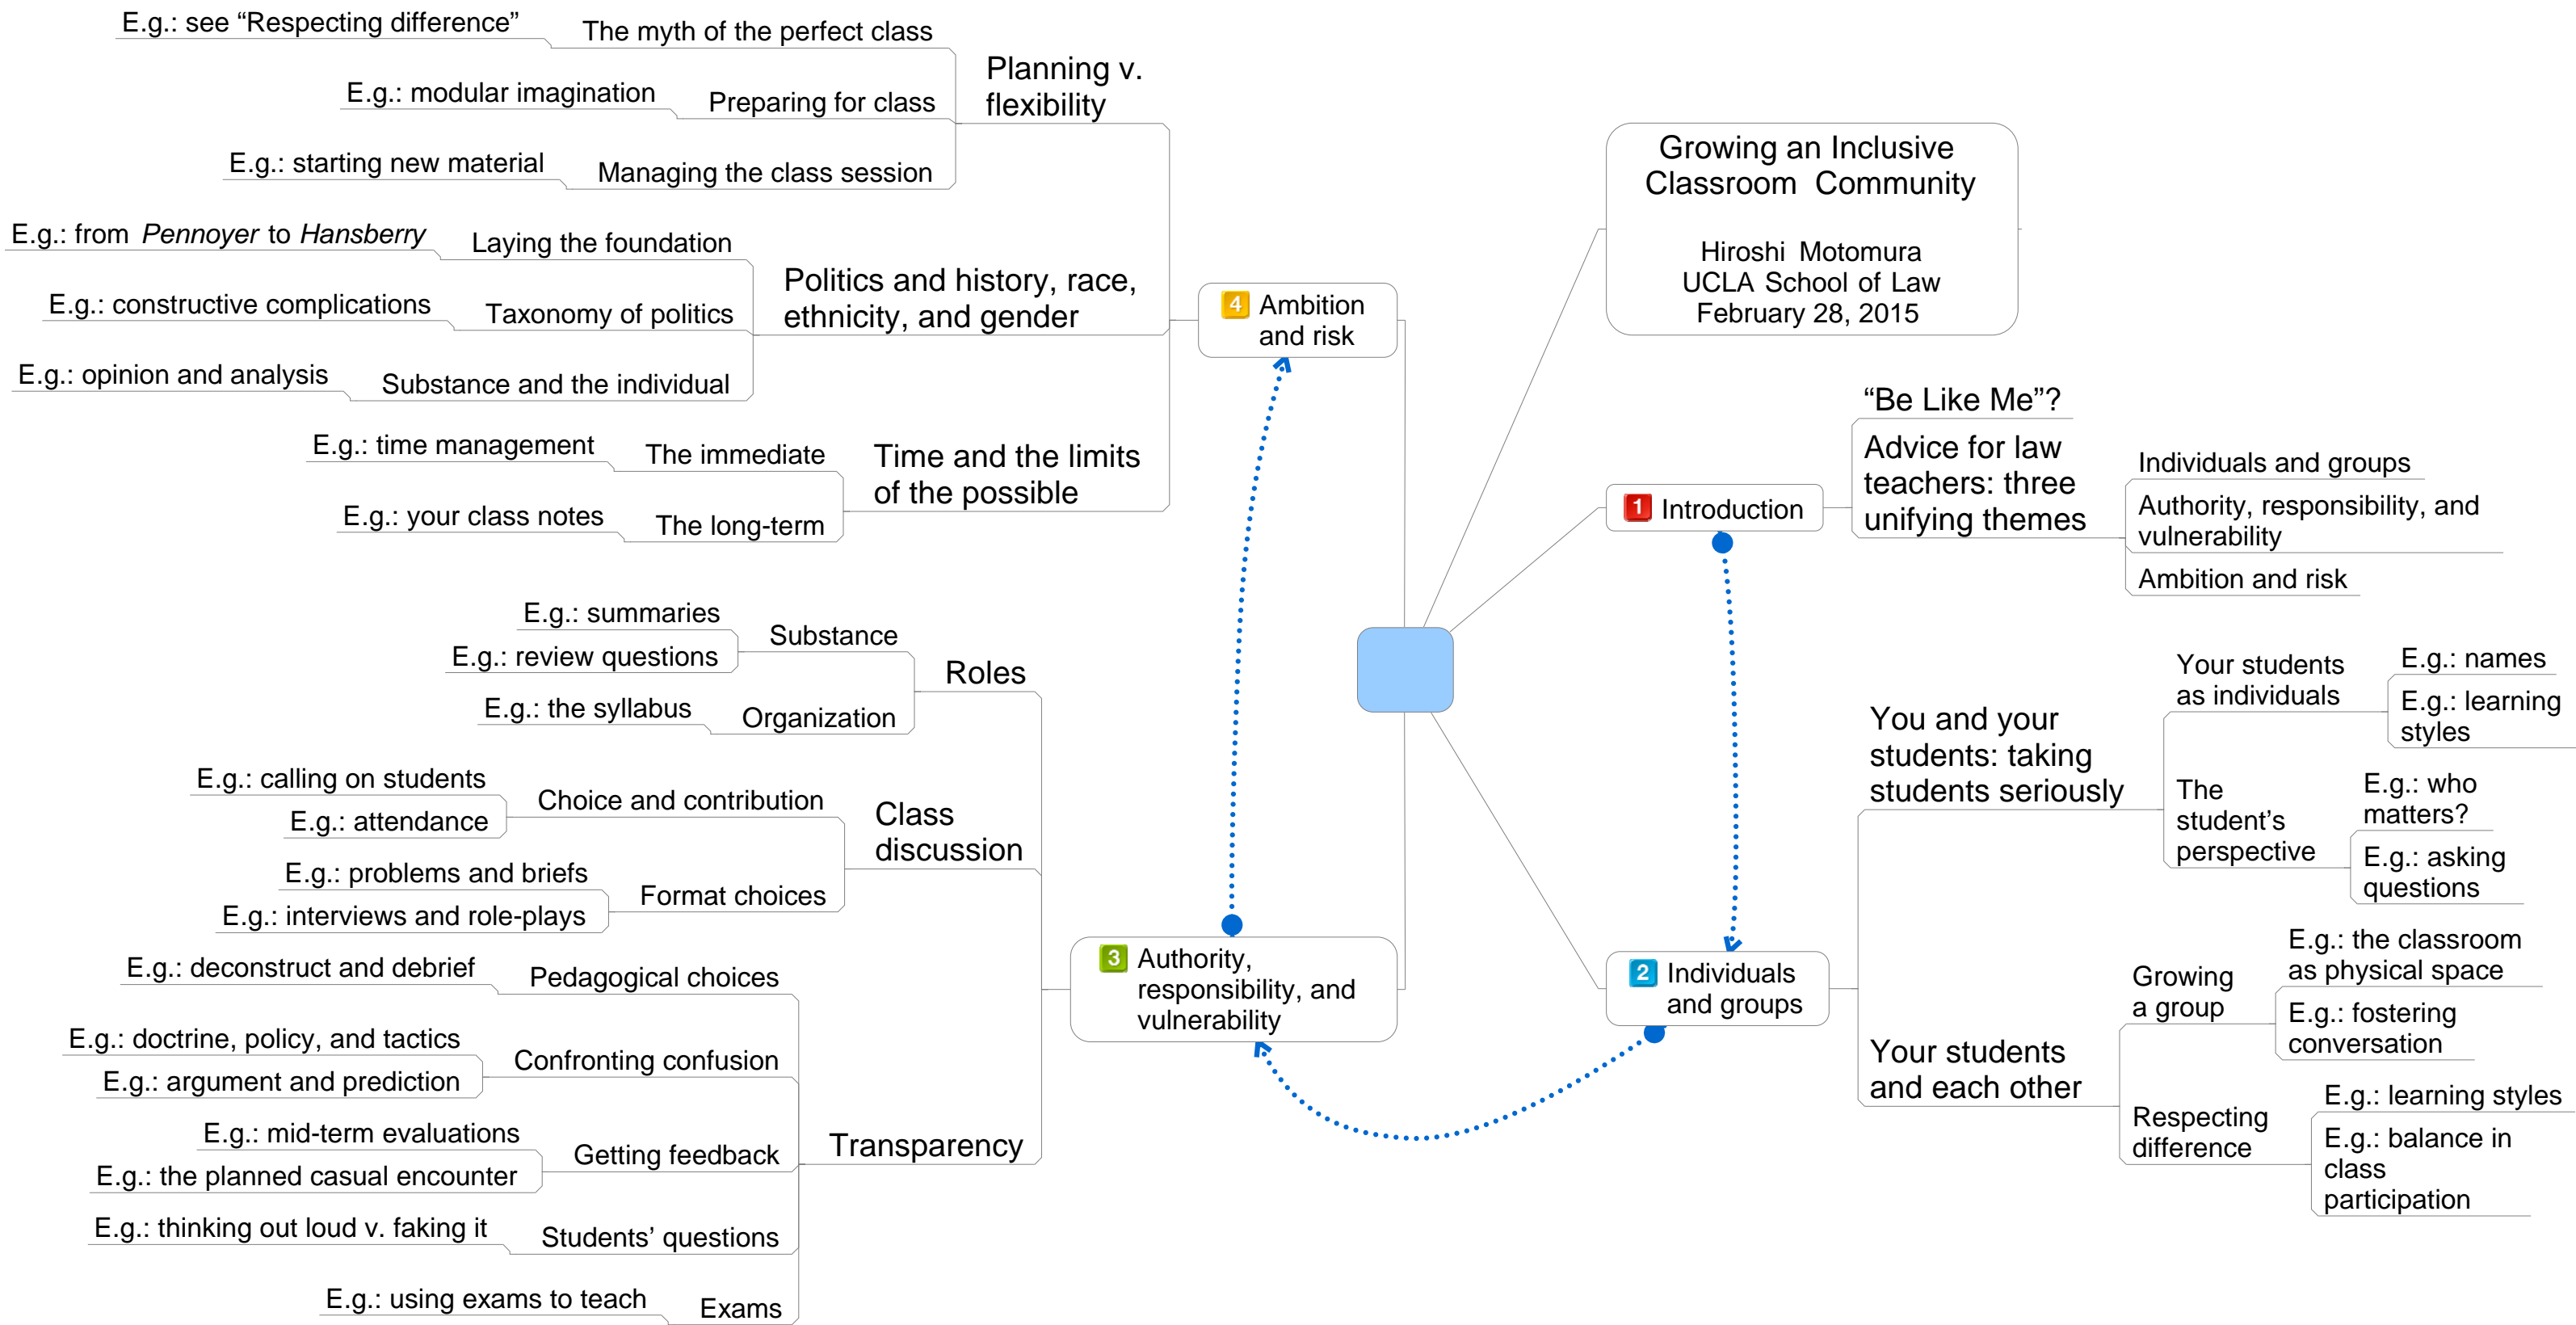 Growing an Inclusive
Classroom Community
Hiroshi Motomura
UCLA School of Law
February 28, 2015
1 Introduction
“Be Like Me”?
Advice for law
teachers: three
unifying themes
Individuals and groups
Authority, responsibility, and
vulnerability
Ambition and risk
2 Individuals
and groups
You and your
students: taking
students seriously
Your students
as individuals
E.g.: names
E.g.: learning
styles
The
student’s
perspective
E.g.: who
matters?
E.g.: asking
questions
Your students
and each other
Growing
a group
E.g.: the classroom
as physical space
E.g.: fostering
conversation
Respecting
difference
E.g.: learning styles
E.g.: balance in
class
participation
3 Authority,
responsibility, and
vulnerability
Roles
Substance
E.g.: summaries
E.g.: review questions
Organization
E.g.: the syllabus
Class
discussion
Choice and contribution
E.g.: calling on students
E.g.: attendance
Format choices
E.g.: problems and briefs
E.g.: interviews and role-plays
Transparency
Pedagogical choices
E.g.: deconstruct and debrief
Confronting confusion
E.g.: doctrine, policy, and tactics
E.g.: argument and prediction
Getting feedback
E.g.: mid-term evaluations
E.g.: the planned casual encounter
Students’ questions
E.g.: thinking out loud v. faking it
Exams
E.g.: using exams to teach
4 Ambition
and risk
Planning v.
flexibility
The myth of the perfect class
E.g.: see “Respecting difference”
Preparing for class
E.g.: modular imagination
Managing the class session
E.g.: starting new material
Politics and history, race,
ethnicity, and gender
Laying the foundation
E.g.: from Pennoyer to Hansberry
Taxonomy of politics
E.g.: constructive complications
Substance and the individual
E.g.: opinion and analysis
Time and the limits
of the possible
The immediate
E.g.: time management
The long-term
E.g.: your class notes